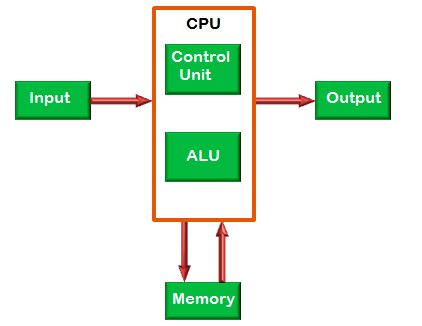 CPU
Control
Unit
Input
Output
ALU
Memory